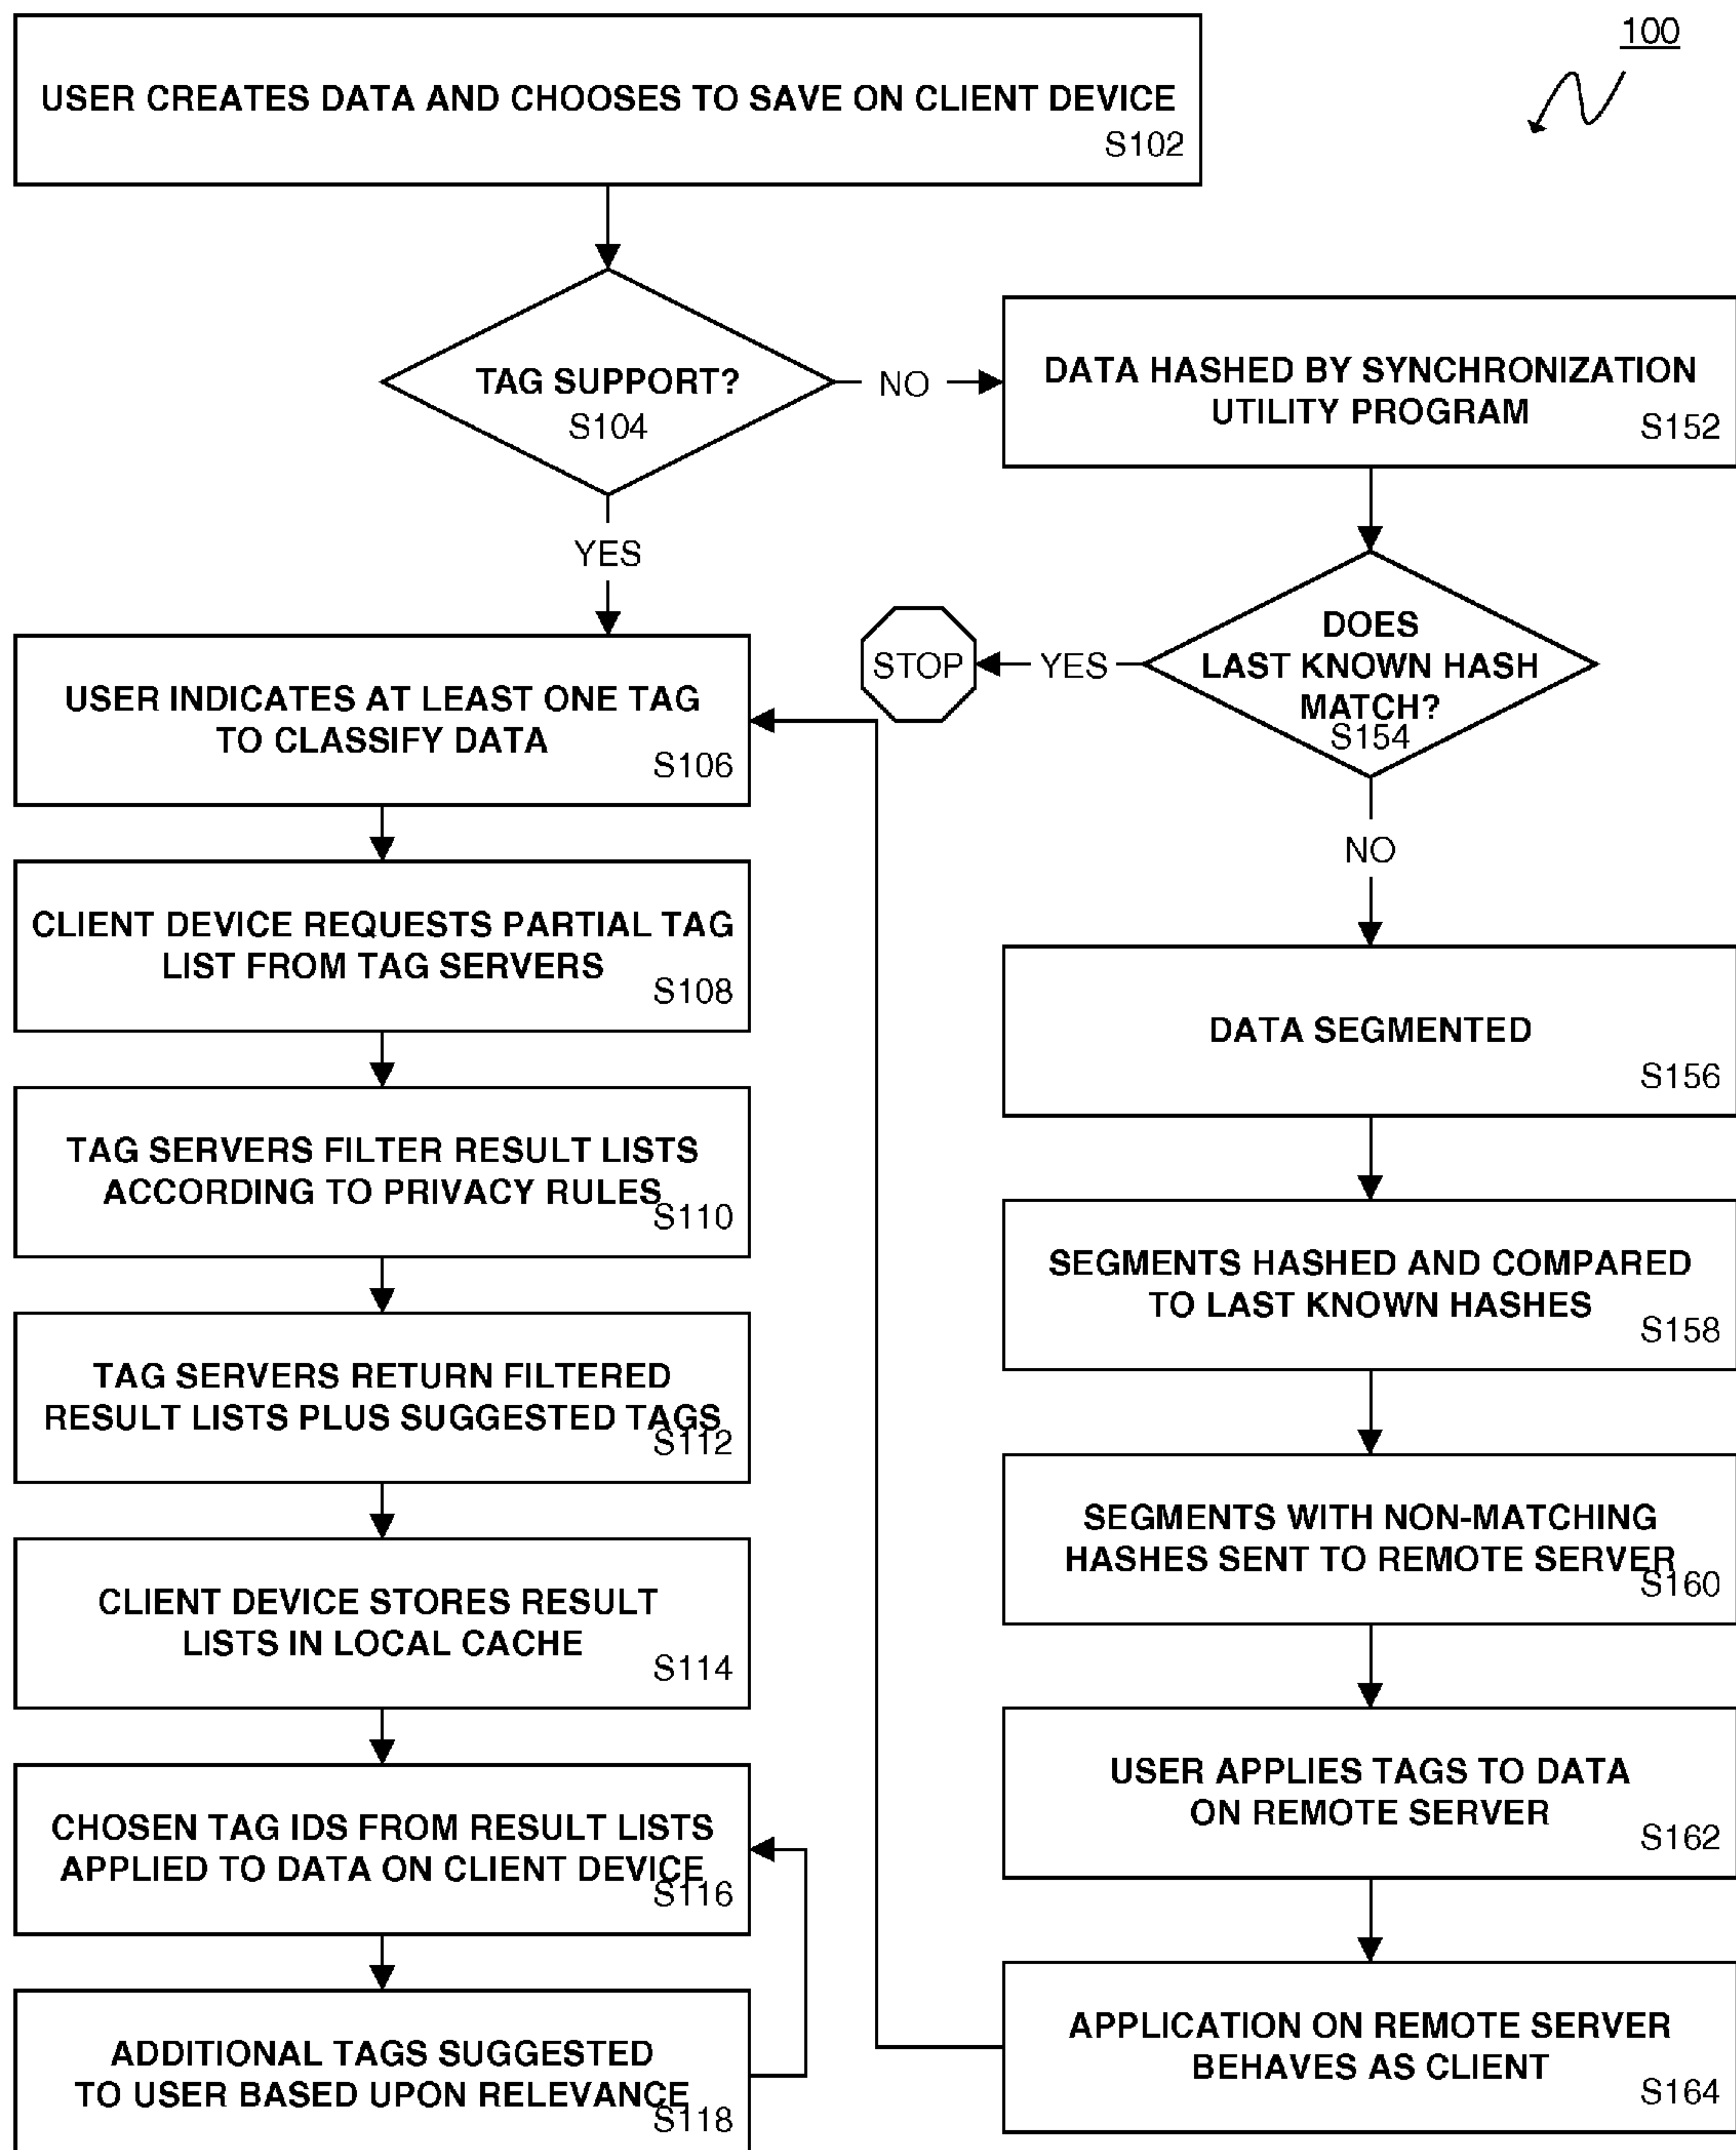 100
USER CREATES DATA AND CHOOSES TO SAVE ON CLIENT DEVICE
S102
TAG SUPPORT?
S104
NO
YES
DATA HASHED BY SYNCHRONIZATION
UTILITY PROGRAM
S152
DOES
LAST KNOWN HASH
MATCH?
S154
YES
STOP
NO
USER INDICATES AT LEAST ONE TAG
TO CLASSIFY DATA
S106
CLIENT DEVICE REQUESTS PARTIAL TAG
LIST FROM TAG SERVERS
S108
TAG SERVERS FILTER RESULT LISTS
ACCORDING TO PRIVACY RULES
S110
TAG SERVERS RETURN FILTERED
RESULT LISTS PLUS SUGGESTED TAGS
S112
CLIENT DEVICE STORES RESULT
LISTS IN LOCAL CACHE
S114
CHOSEN TAG IDS FROM RESULT LISTS
APPLIED TO DATA ON CLIENT DEVICE
S116
ADDITIONAL TAGS SUGGESTED
TO USER BASED UPON RELEVANCE
S118
DATA SEGMENTED
S156
SEGMENTS HASHED AND COMPARED
TO LAST KNOWN HASHES
S158
SEGMENTS WITH NON-MATCHING
HASHES SENT TO REMOTE SERVER
S160
USER APPLIES TAGS TO DATA
ON REMOTE SERVER
S162
APPLICATION ON REMOTE SERVER
BEHAVES AS CLIENT
S164